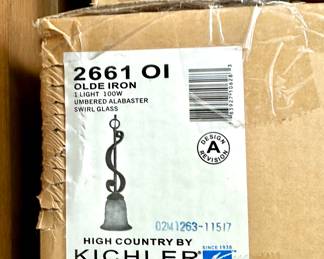 2661 OI
OLDE IRON
1 LIGHT 100W
UMBERED ALABASTER
SWIRL GLASS
DESIGN
A
REVISION
02M1263-11517
HIGH COUNTRY BY
KICHLER
SINCE 1938